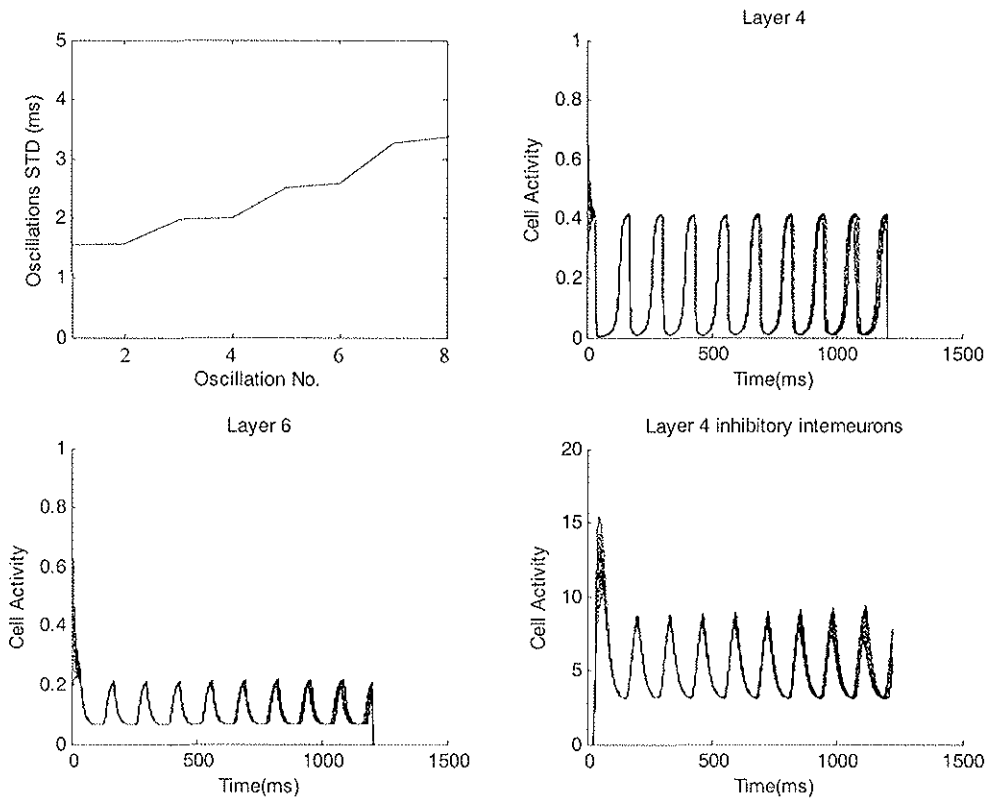 5
4
3
2
1
0
Oscillations STD (ms)
2 4 6 8
Oscillation No.
Layer 4
1
0.8
0.6
0.4
0.2
0
Cell Activity
0 500 1000 1500
Time(ms)
Layer 6
1
0.8
0.6
0.4
0.2
0
Cell Activity
0 500 1000 1500
Time(ms)
Layer 4 inhibitory interneurons
20
15
10
5
0
Cell Activity
0 500 1000 1500
Time(ms)